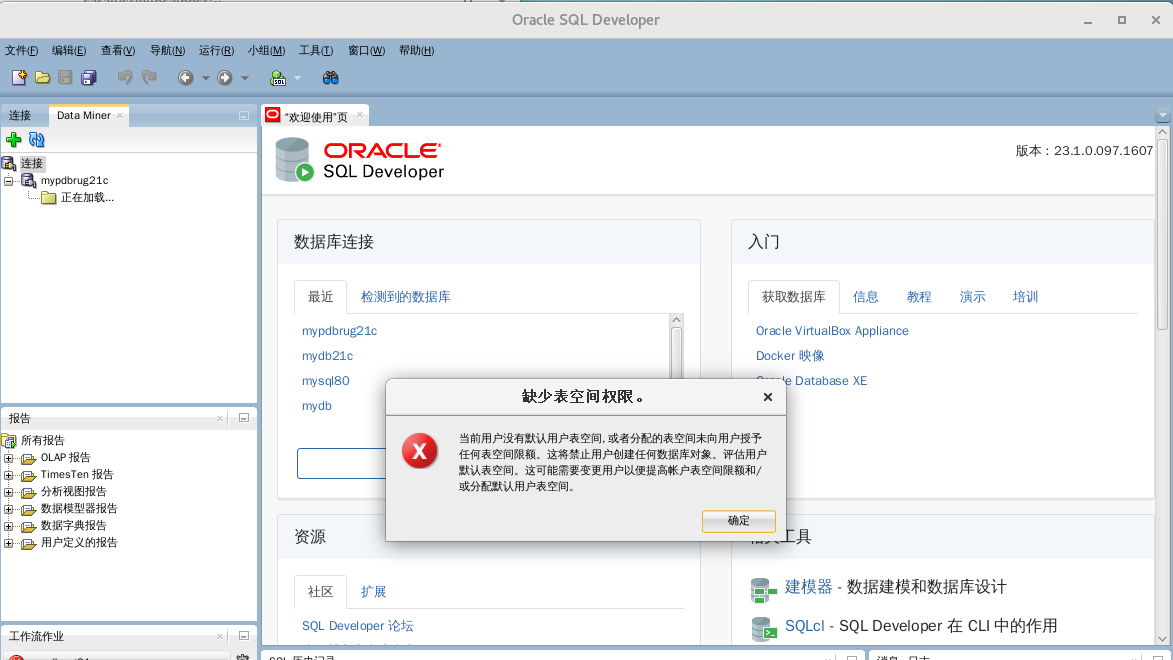 Oracle SQL Developer
文件(F) 编辑(E) 查看(V) 导航(N) 运行(R) 小组(M) 工具(T) 窗口(W) 帮助(H)
SQL
连接 Data Miner
连接
mypdbrug21c
正在加载...
"欢迎使用"页
ORACLE
SQL Developer
版本：23.1.0.097.1607
数据库连接
最近 检测到的数据库
mypdbrug21c
mydb21c
mysql80
mydb
入门
获取数据库 信息 教程 演示 培训
Oracle VirtualBox Appliance
Docker 映像
Oracle Database XE
缺少表空间权限。
当前用户没有默认用户表空间, 或者分配的表空间未向用户授予
任何表空间限额。这将禁止用户创建任何数据库对象。评估用户
默认表空间。这可能需要变更用户以便提高帐户表空间限额和/
或分配默认用户表空间。
确定
报告
所有报告
OLAP 报告
TimesTen 报告
分析视图报告
数据模型器报告
数据字典报告
用户定义的报告
资源
社区 扩展
SQL Developer 论坛
相关工具
建模器 - 数据建模和数据库设计
SQLcl - SQL Developer 在 CLI 中的作用
工作流作业
SQL 历史记录
消息 - 日志